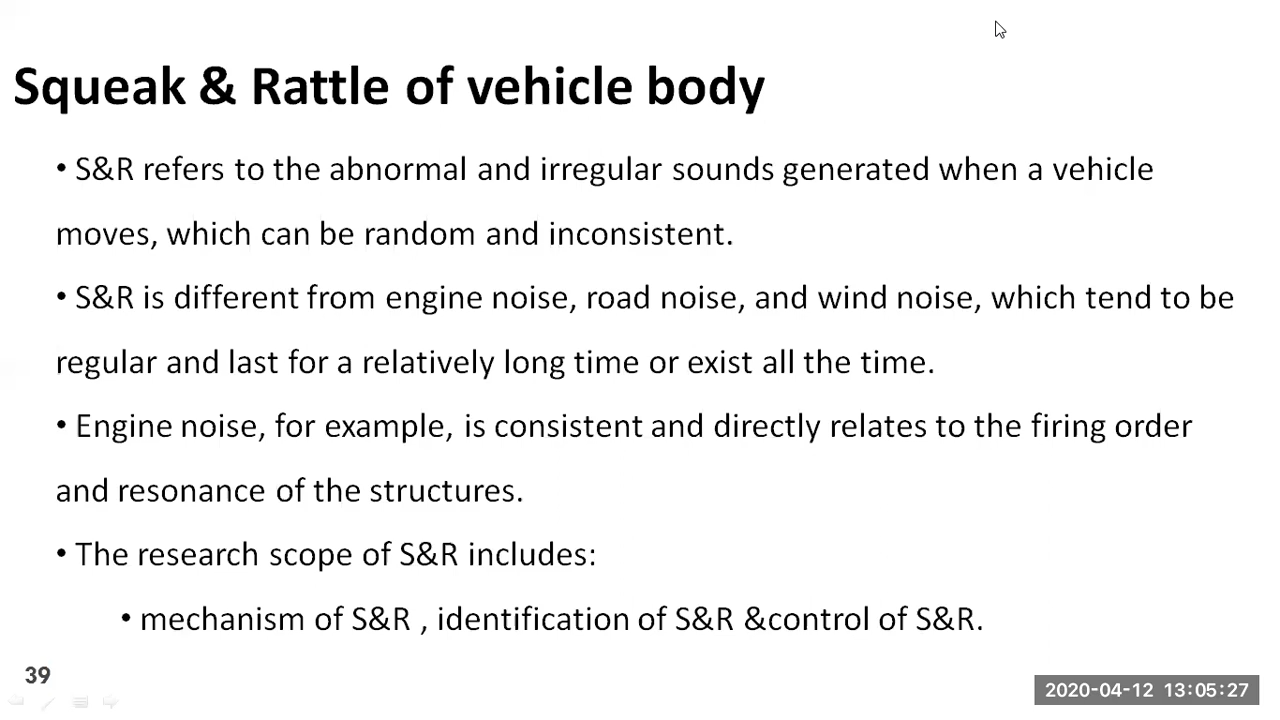 Squeak & Rattle of vehicle body
• S&R refers to the abnormal and irregular sounds generated when a vehicle
moves, which can be random and inconsistent.
• S&R is different from engine noise, road noise, and wind noise, which tend to be
regular and last for a relatively long time or exist all the time.
• Engine noise, for example, is consistent and directly relates to the firing order
and resonance of the structures.
• The research scope of S&R includes:
• mechanism of S&R , identification of S&R &control of S&R.
39
2020-04-12 13:05:27